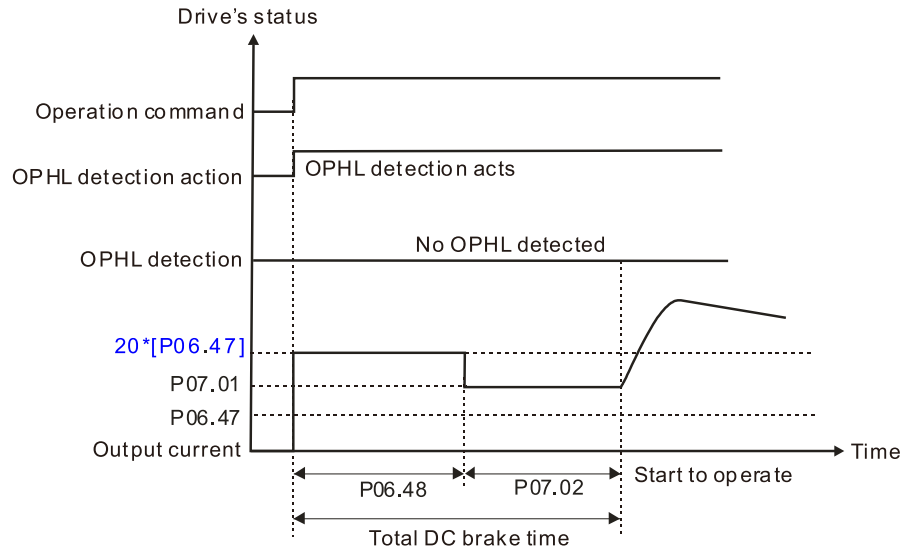 Drive's status
Operation command
OPHL detection action
OPHL detection acts
No OPHL detected
OPHL detection
20*[P06.47]
P07.01
P06.47
Output current
Time
P06.48
P07.02
Start to operate
Total DC brake time